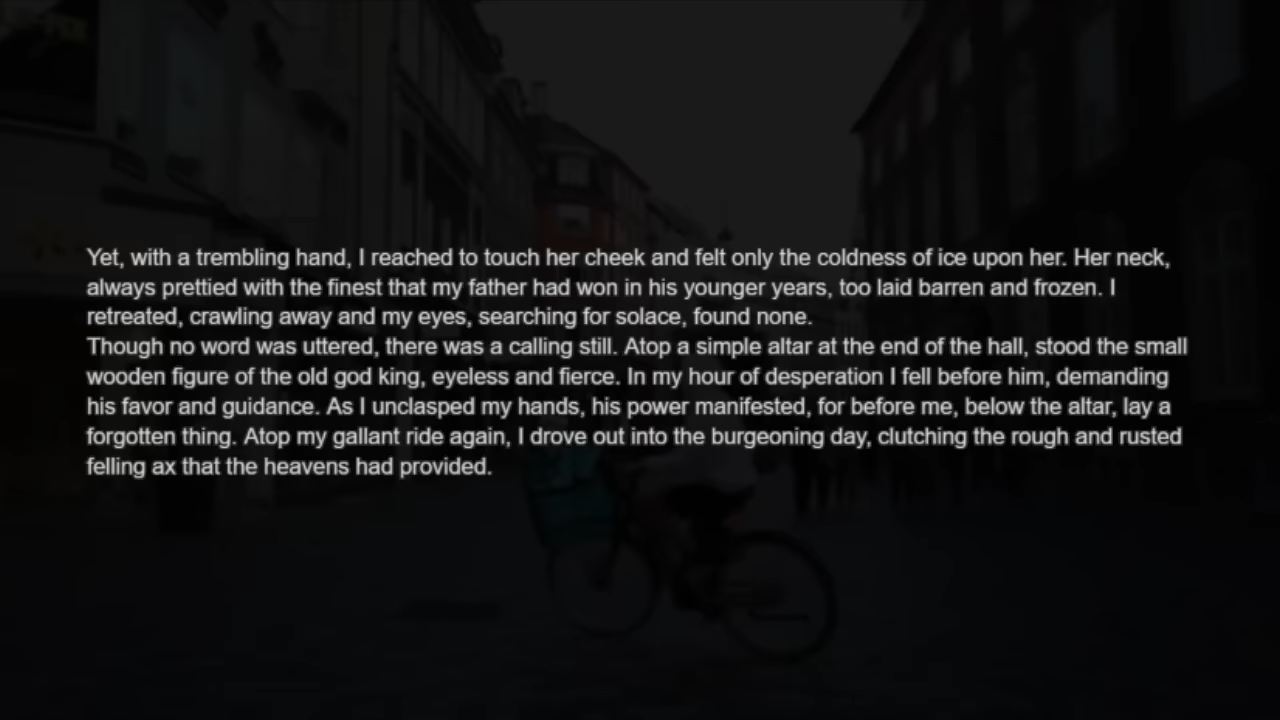 Yet, with a trembling hand, I reached to touch her cheek and felt only the coldness of ice upon her. Her neck,
always prettied with the finest that my father had won in his younger years, too laid barren and frozen. I
retreated, crawling away and my eyes, searching for solace, found none.
Though no word was uttered, there was a calling still. Atop a simple altar at the end of the hall, stood the small
wooden figure of the old god king, eyeless and fierce. In my hour of desperation I fell before him, demanding
his favor and guidance. As I unclasped my hands, his power manifested, for before me, below the altar, lay a
forgotten thing. Atop my gallant ride again, I drove out into the burgeoning day, clutching the rough and rusted
felling ax that the heavens had provided.